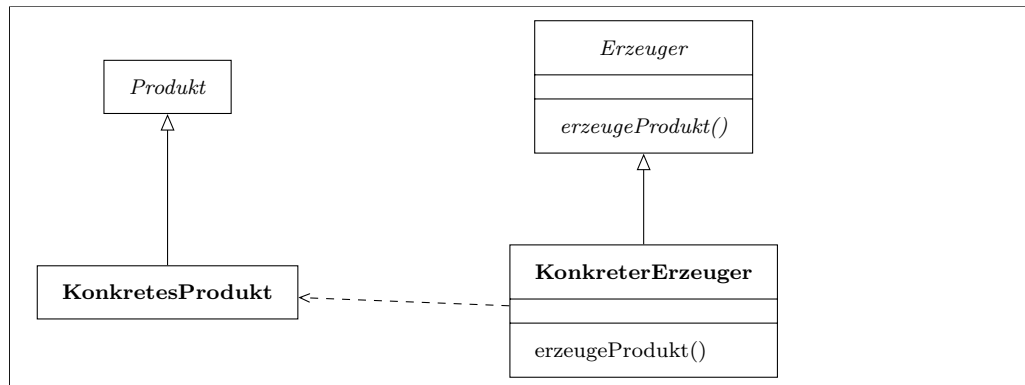 Erzeuger
Produkt
erzeugeProdukt()
KonkretesProdukt
KonkreterErzeuger
erzeugeProdukt()